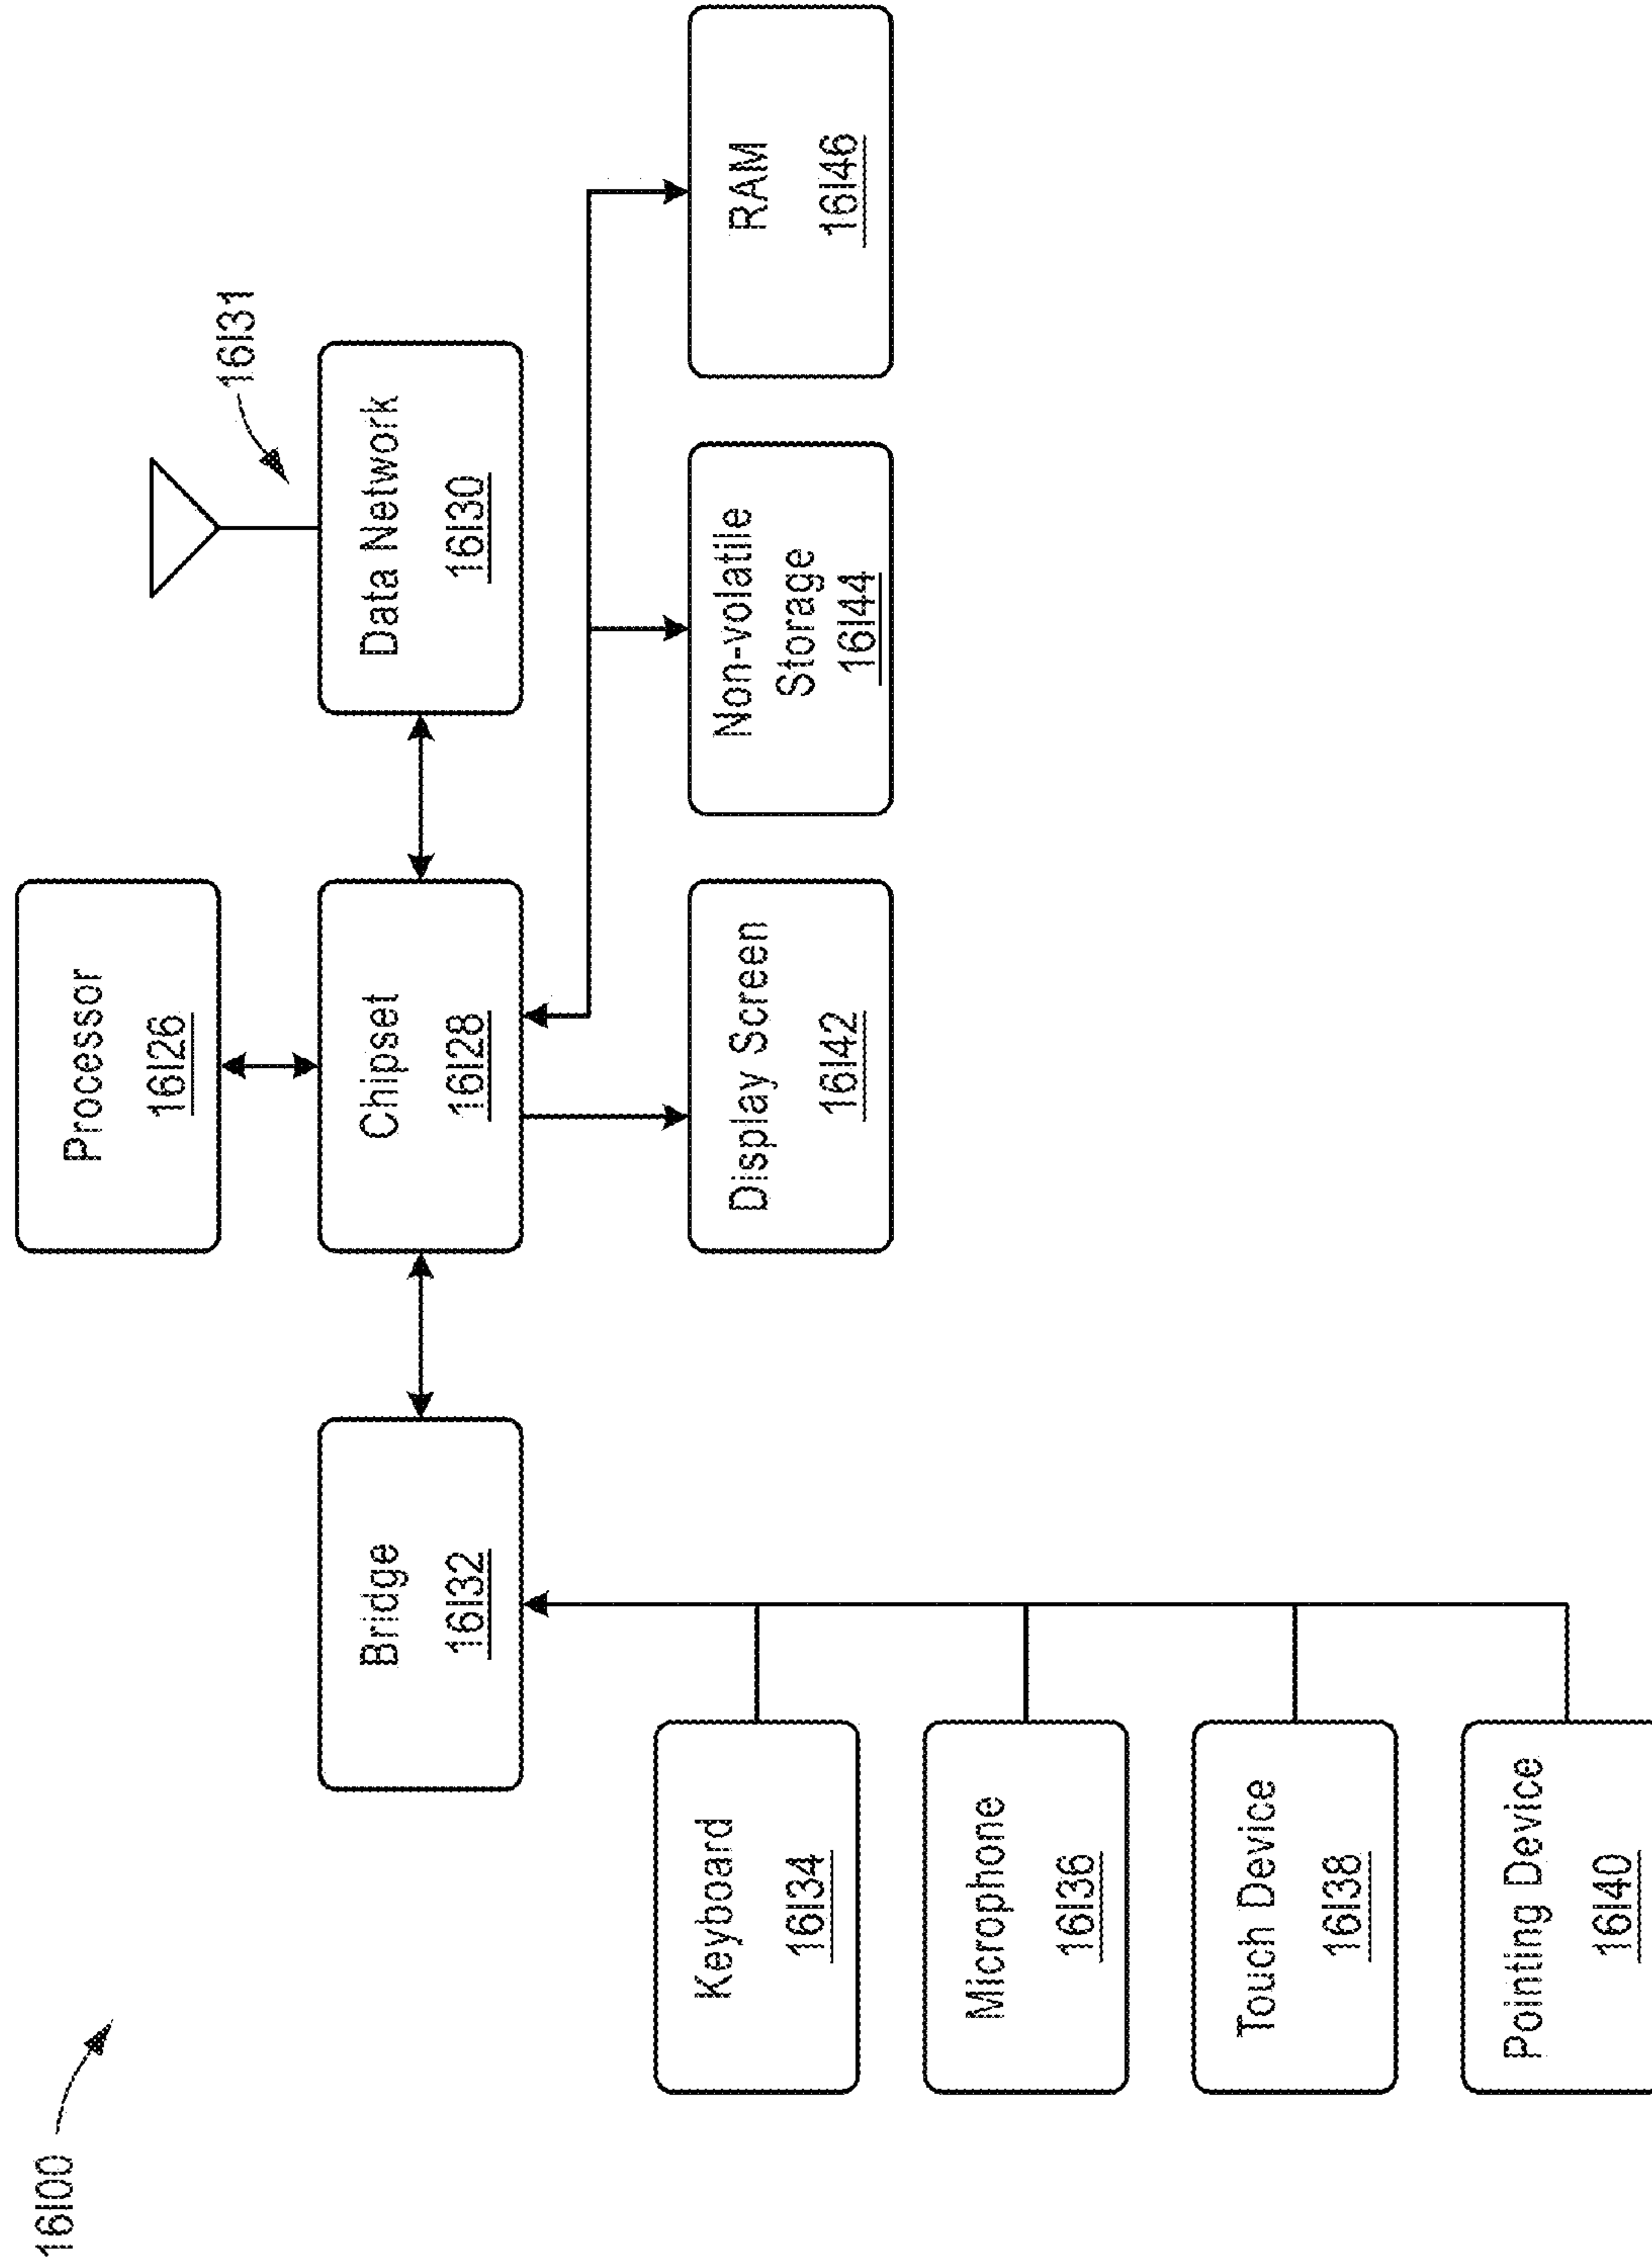 16I00
Processor
16I26
16I31
Bridge
16I32
Chipset
16I28
Data Network
16I30
Keyboard
16I34
Display Screen
16I42
Non-volatile
Storage
16I44
RAM
16I46
Microphone
16I36
Touch Device
16I38
Pointing Device
16I40